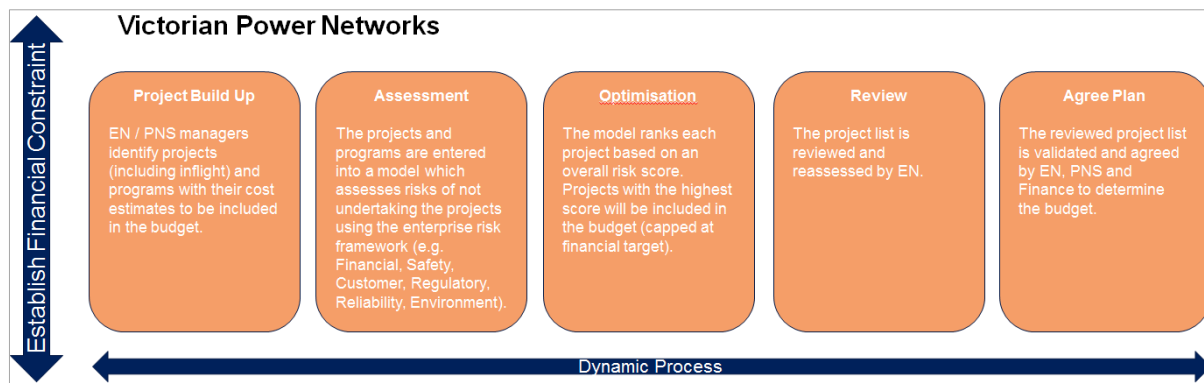 Victorian Power Networks
Establish Financial Constraint
Project Build Up
EN / PNS managers
identify projects
(including inflight) and
programs with their cost
estimates to be included
in the budget.
Assessment
The projects and
programs are entered
into a model which
assesses risks of not
undertaking the projects
using the enterprise risk
framework (e.g.
Financial, Safety,
Customer, Regulatory,
Reliability, Environment).
Optimisation
The model ranks each
project based on an
overall risk score.
Projects with the highest
score will be included in
the budget (capped at
financial target).
Review
The project list is
reviewed and
reassessed by EN.
Agree Plan
The reviewed project list
is validated and agreed
by EN, PNS and
Finance to determine
the budget.
Dynamic Process